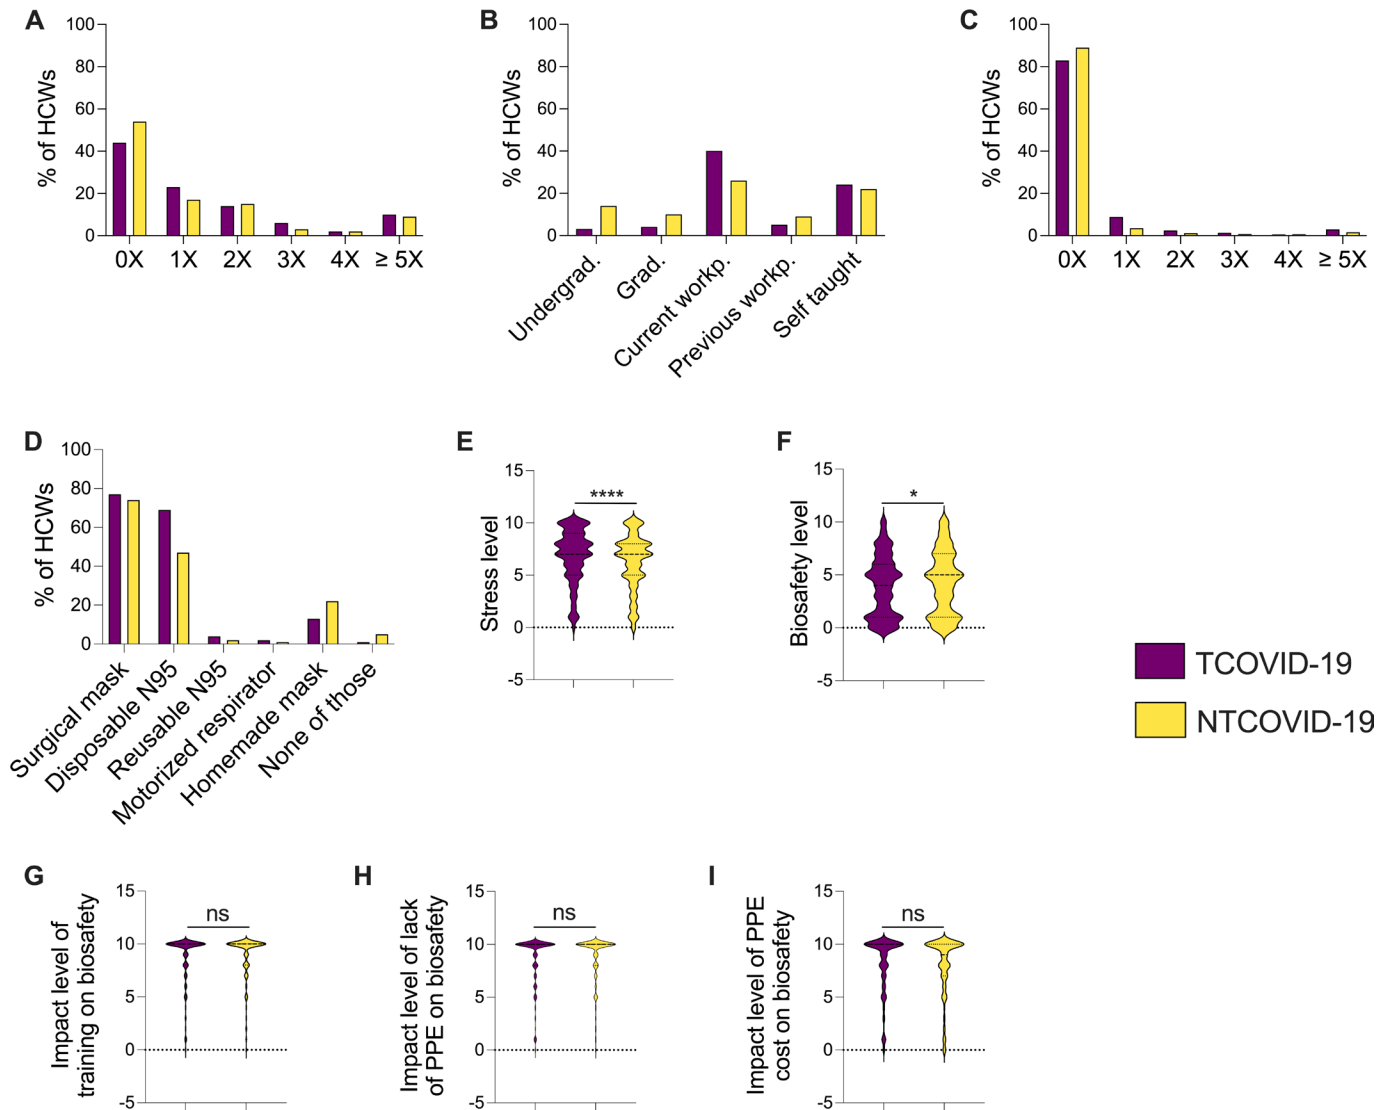 A
100
80
60
40
20
0
% of HCWs
0X 1X 2X 3X 4X ≥ 5X
B
100
80
60
40
20
0
% of HCWs
Undergrad.
Grad.
Current workp.
Previous workp.
Self taught
C
100
80
60
40
20
0
% of HCWs
0X 1X 2X 3X 4X ≥ 5X
D
100
80
60
40
20
0
% of HCWs
Surgical mask
Disposable N95
Reusable N95
Motorized respirator
Homemade mask
None of those
E
15
10
5
0
-5
Stress level
****
F
15
10
5
0
-5
Biosafety level
*
TCOVID-19
NTCOVID-19
G
15
10
5
0
-5
Impact level of
training on biosafety
ns
H
15
10
5
0
-5
Impact level of lack
of PPE on biosafety
ns
I
15
10
5
0
-5
Impact level of PPE
cost on biosafety
ns